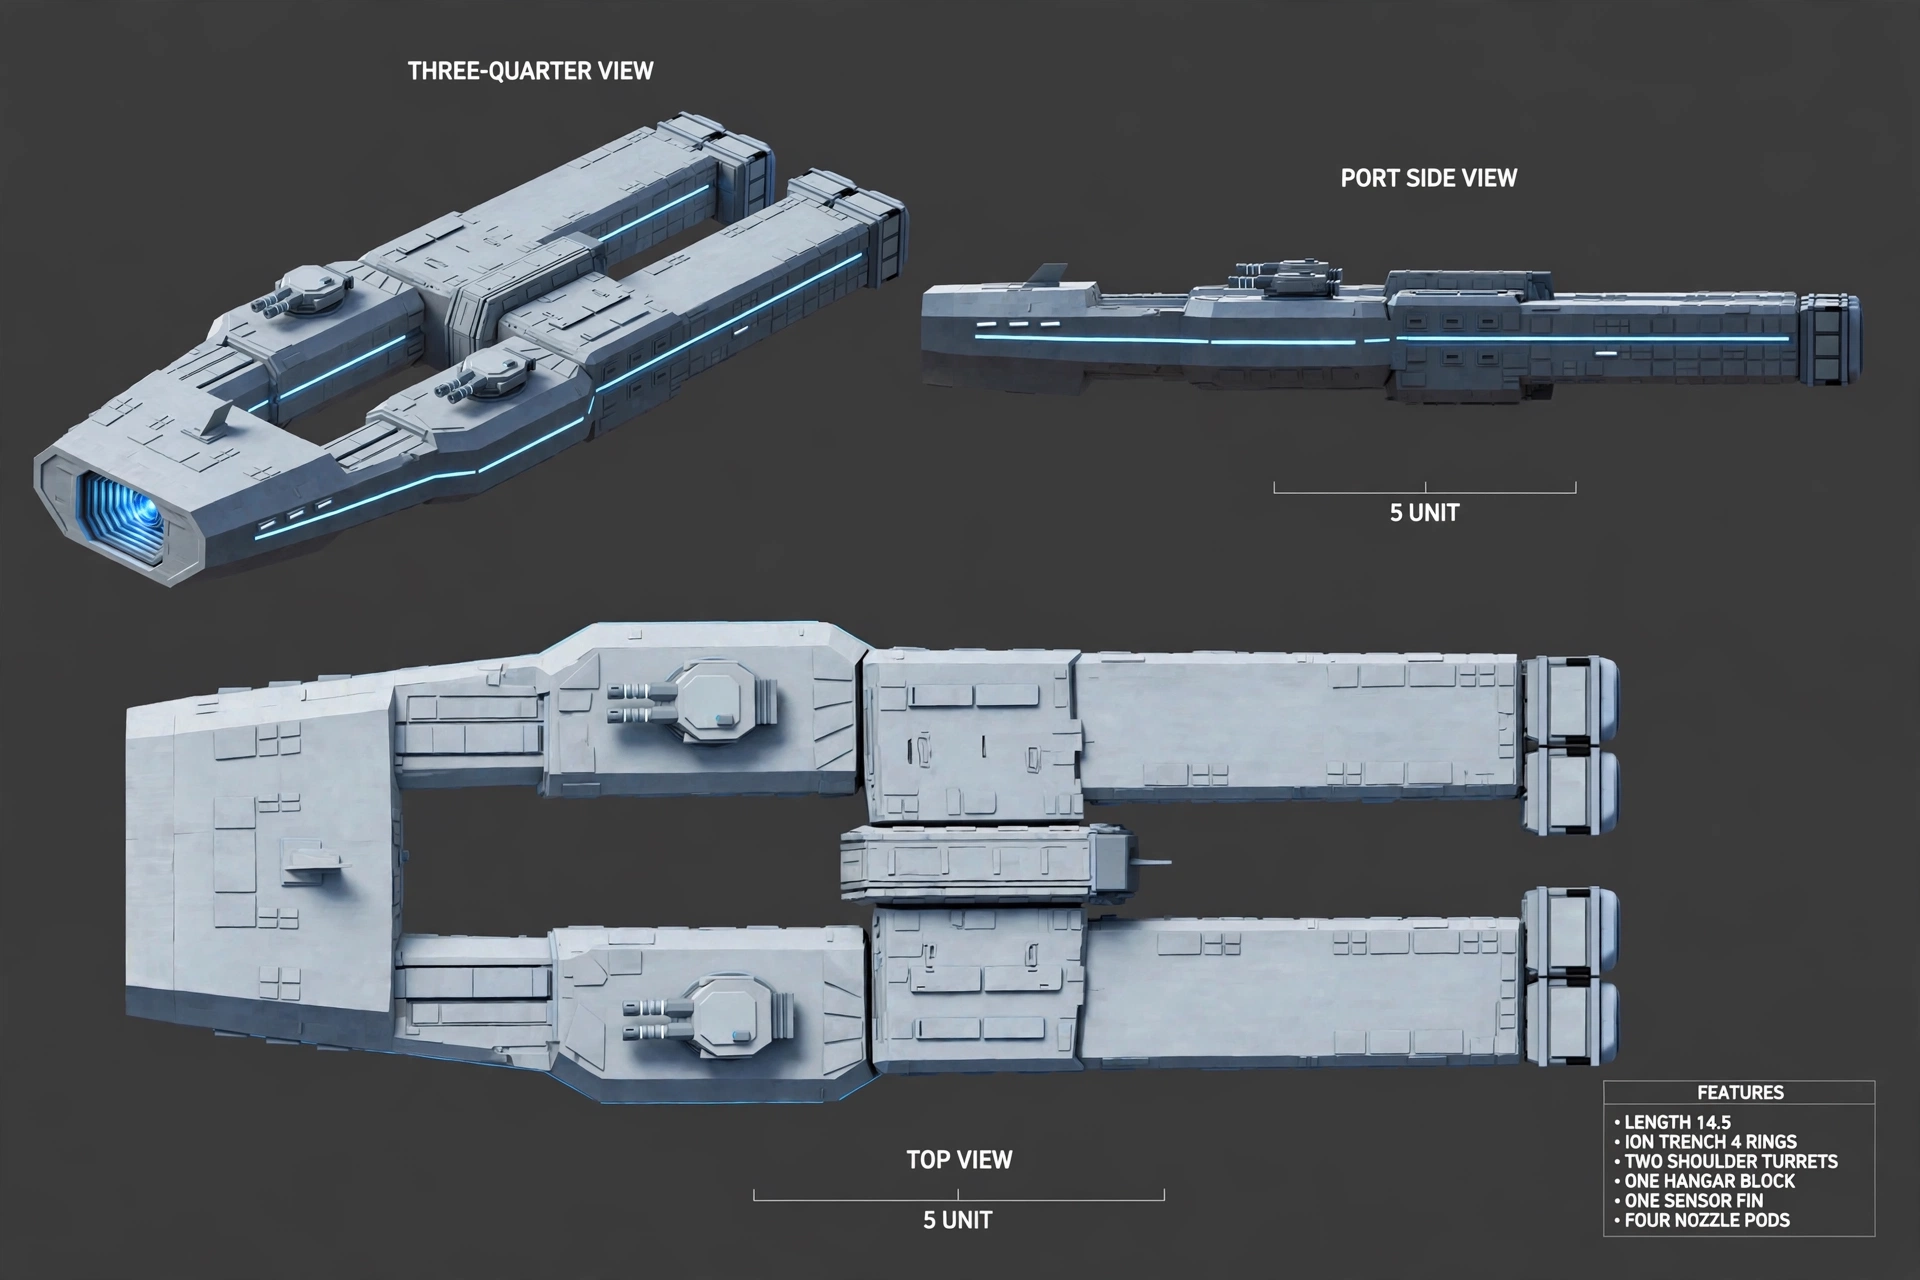 THREE-QUARTER VIEW
PORT SIDE VIEW
5 UNIT
TOP VIEW
5 UNIT
FEATURES
• LENGTH 14.5
• ION TRENCH 4 RINGS
• TWO SHOULDER TURRETS
• ONE HANGAR BLOCK
• ONE SENSOR FIN
• FOUR NOZZLE PODS